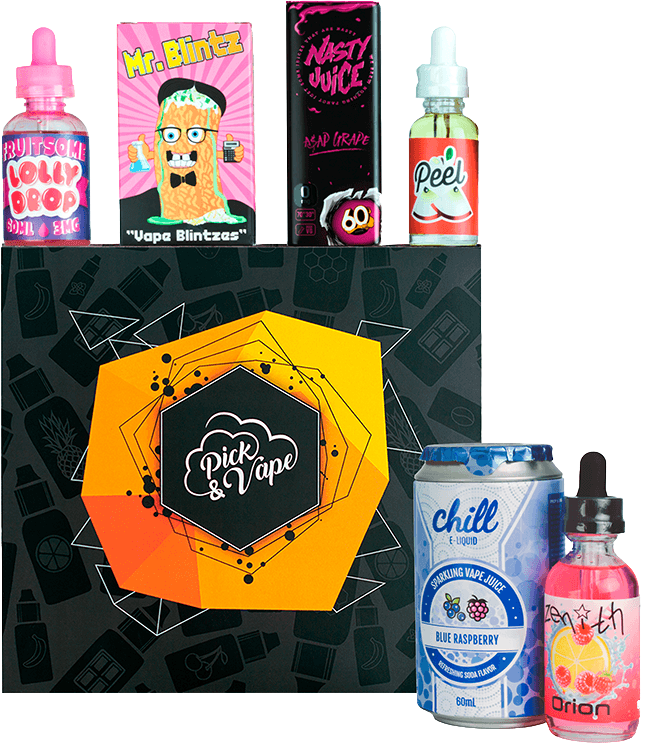 FRUITSOME
LOLLY
DROP
60ML
3MG
Mr. Blintz
"Vape Blintzes"
NASTY
JUICE
ASAP GRAPE
60
Peel
Pick
& Vape
chill
E-LIQUID
SPARKLING VAPE JUICE
BLUE RASPBERRY
REFRESHING SODA FLAVOR
60mL
zenith
Orion